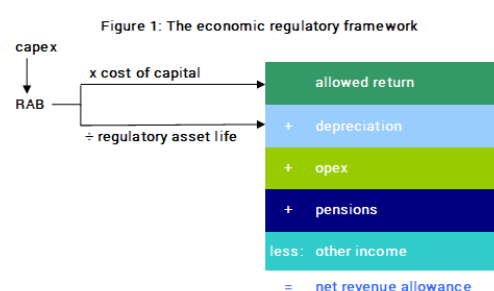 Figure 1: The economic regulatory framework
capex
x cost of capital
RAB
÷ regulatory asset life
allowed return
+ depreciation
+ opex
+ pensions
less: other income
= net revenue allowance